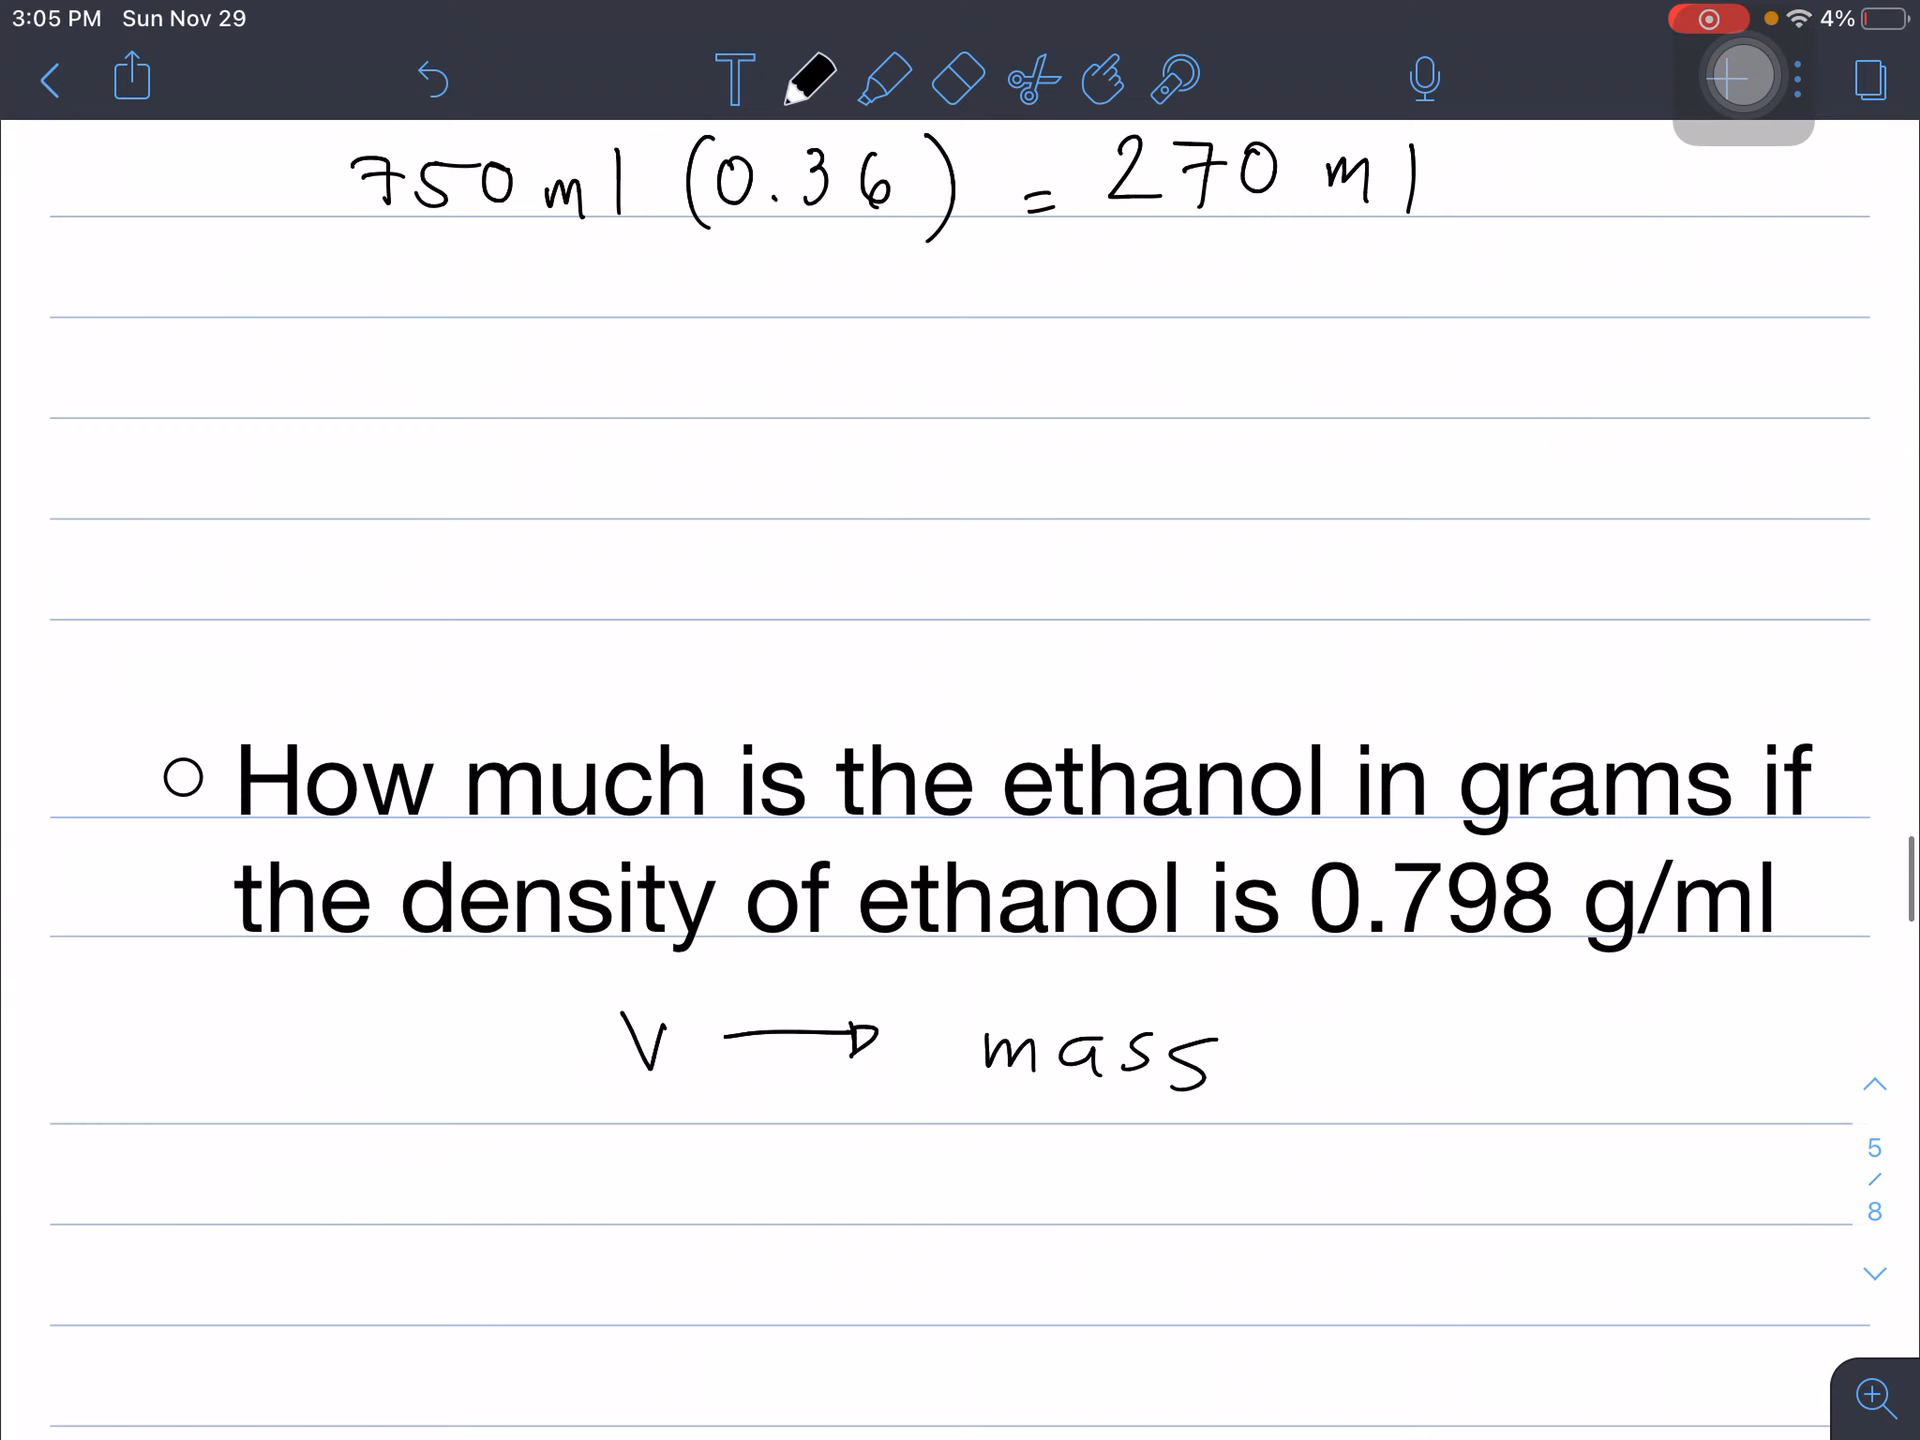 3:05 PM Sun Nov 29
4%
T
750 ml (0.36) = 270 ml
How much is the ethanol in grams if
the density of ethanol is 0.798 g/ml
V → mass
5
/
8